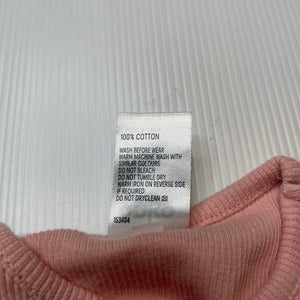 100% COTTON
WASH BEFORE WEAR
WARM MACHINE WASH WITH
SIMILAR COLOURS
DO NOT BLEACH
DO NOT TUMBLE DRY
WARM IRON ON REVERSE SIDE
IF REQUIRED
DO NOT DRYCLEAN
153484